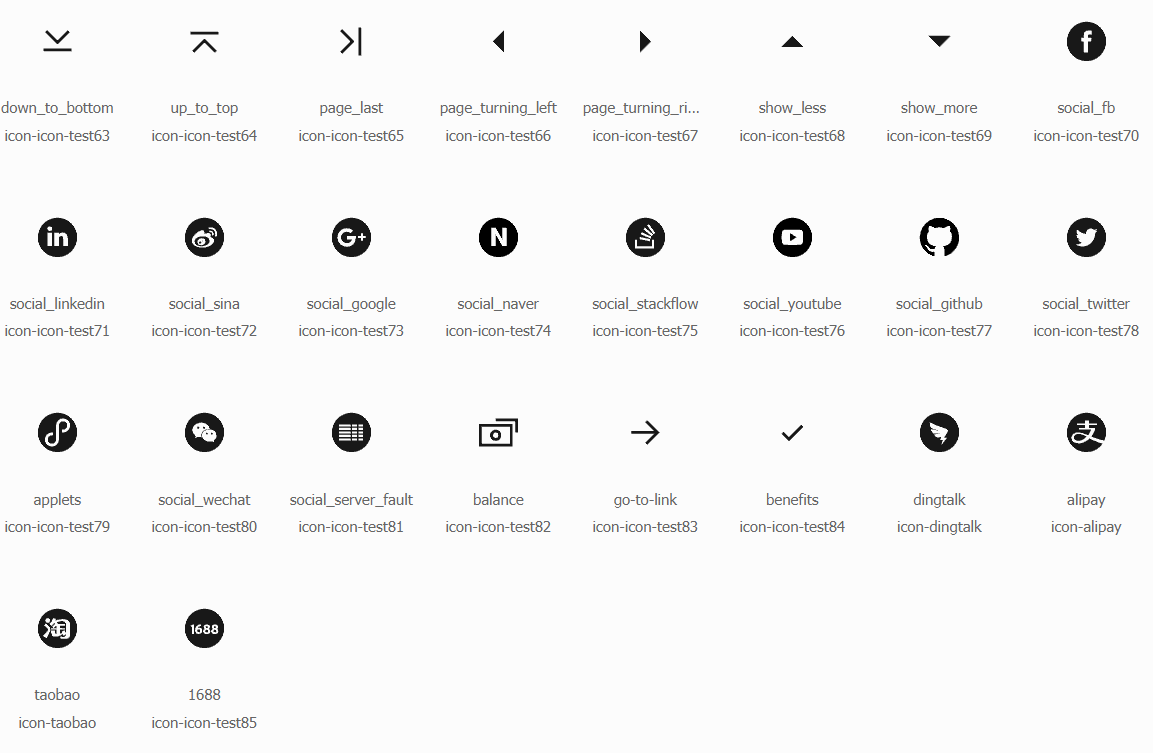 down_to_bottom up_to_top page_last page_turning_left page_turning_ri... show_less show_more social_fb
icon-icon-test63 icon-icon-test64 icon-icon-test65 icon-icon-test66 icon-icon-test67 icon-icon-test68 icon-icon-test69 icon-icon-test70
in G+ N
social_linkedin social_sina social_google social_naver social_stackflow social_youtube social_github social_twitter
icon-icon-test71 icon-icon-test72 icon-icon-test73 icon-icon-test74 icon-icon-test75 icon-icon-test76 icon-icon-test77 icon-icon-test78
支
applets social_wechat social_server_fault balance go-to-link benefits dingtalk alipay
icon-icon-test79 icon-icon-test80 icon-icon-test81 icon-icon-test82 icon-icon-test83 icon-icon-test84 icon-dingtalk icon-alipay
淘 1688
taobao 1688
icon-taobao icon-icon-test85